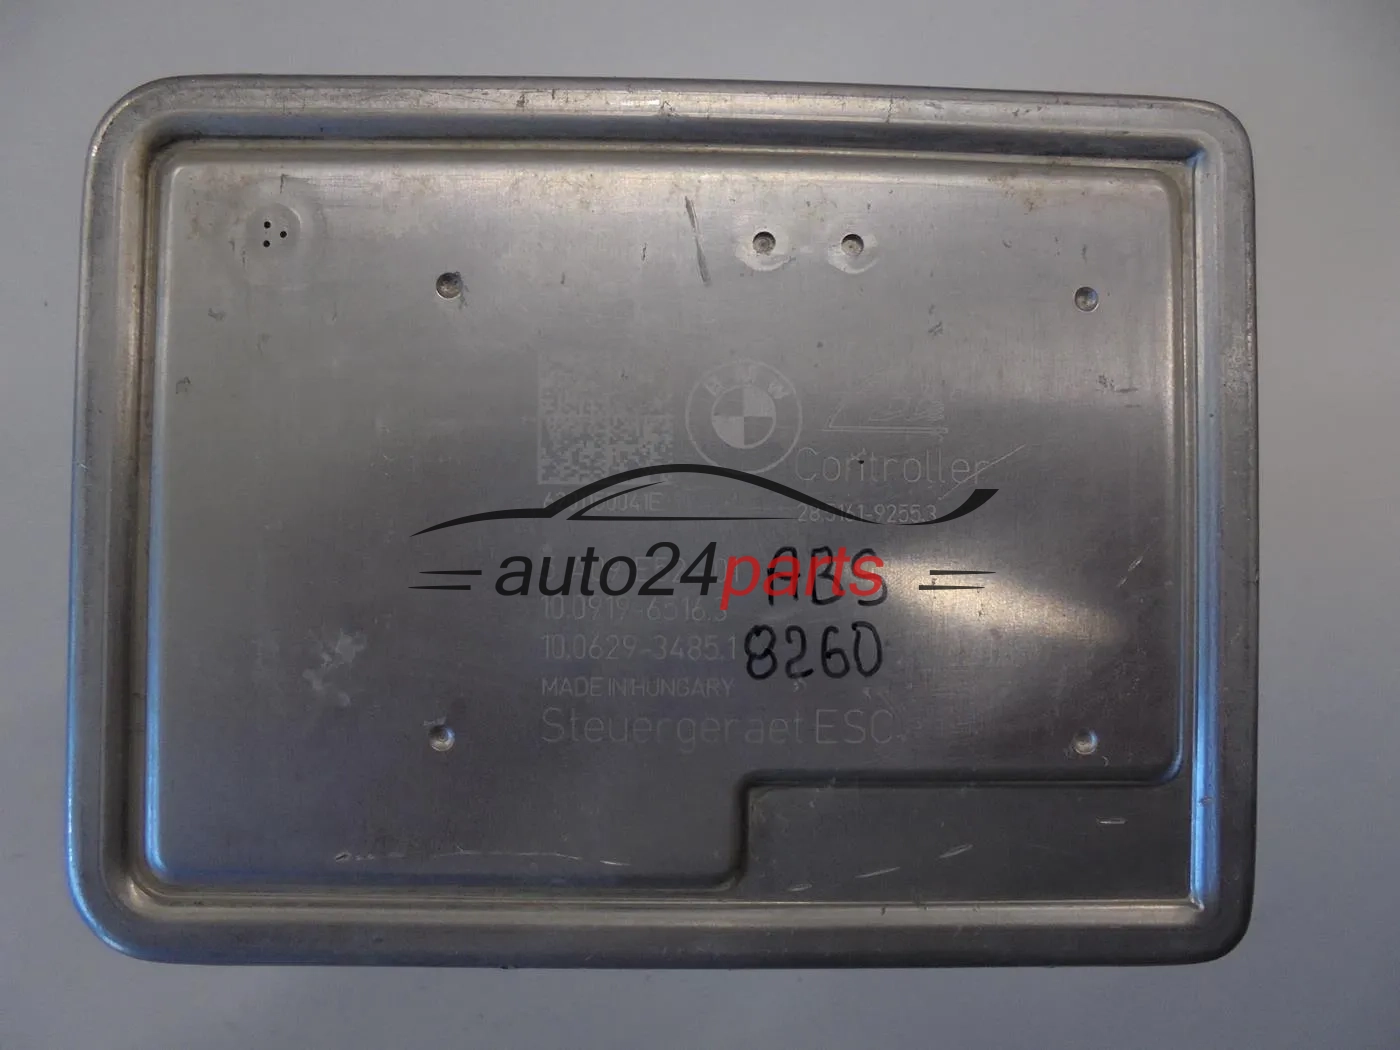 BMW
Controller
28.5161-9255.3
auto24parts
ABS
10.0919-6516.3
10.0629-3485.1
8260
MADE IN HUNGARY
Steuergeraet ESC